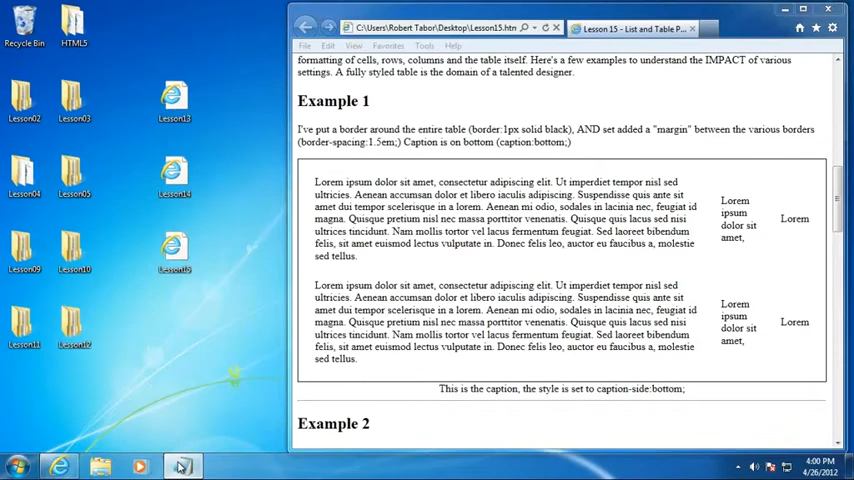 Recycle Bin
HTML5
Lesson02
Lesson03
Lesson13
Lesson04
Lesson05
Lesson14
Lesson09
Lesson10
Lesson15
Lesson11
Lesson12
C:\Users\Robert Tabor\Desktop\Lesson15.htm
Lesson 15 - List and Table P...
File Edit View Favorites Tools Help
formatting of cells, rows, columns and the table itself. Here's a few examples to understand the IMPACT of various
settings. A fully styled table is the domain of a talented designer.
Example 1
I've put a border around the entire table (border:1px solid black), AND set added a "margin" between the various borders
(border-spacing:1.5em;) Caption is on bottom (caption:bottom;)
Lorem ipsum dolor sit amet, consectetur adipiscing elit. Ut imperdiet tempor nisl sed
ultricies. Aenean accumsan dolor et libero iaculis adipiscing. Suspendisse quis ante sit
amet dui tempor scelerisque in a lorem. Aenean mi odio, sodales in lacinia nec, feugiat id
magna. Quisque pretium nisl nec massa porttitor venenatis. Quisque lacus sed nisi
ultrices tincidunt. Nam mollis tortor vel lacus fermentum feugiat. Sed laoreet bibendum
felis, sit amet euismod lectus vulputate in. Donec felis leo, auctor eu faucibus a, molestie
sed tellus.
Lorem
ipsum
dolor sit
amet,
Lorem
Lorem ipsum dolor sit amet, consectetur adipiscing elit. Ut imperdiet tempor nisl sed
ultricies. Aenean accumsan dolor et libero iaculis adipiscing. Suspendisse quis ante sit
amet dui tempor scelerisque in a lorem. Aenean mi odio, sodales in lacinia nec, feugiat id
magna. Quisque pretium nisl nec massa porttitor venenatis. Quisque lacus quis nisi
ultrices tincidunt. Nam mollis tortor vel lacus fermentum feugiat. Sed laoreet bibendum
felis, sit amet euismod lectus vulputate in. Donec felis leo, auctor eu faucibus a, molestie
sed tellus.
Lorem
ipsum
dolor sit
amet,
Lorem
This is the caption, the style is set to caption-side:bottom;
Example 2
4:00 PM
4/26/2012